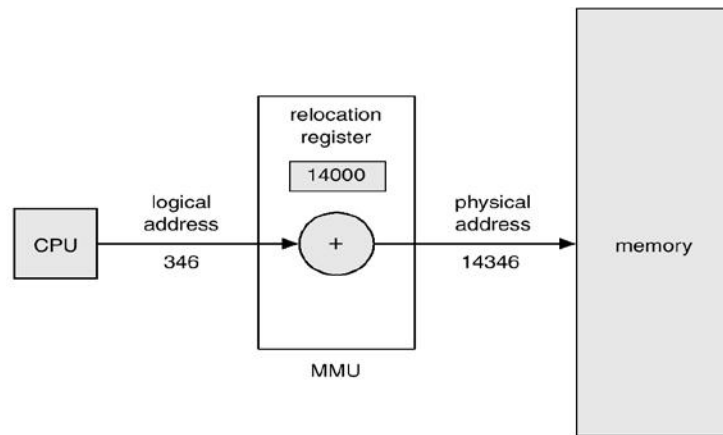 relocation
register
14000
logical
address
346
CPU
+
physical
address
14346
memory
MMU